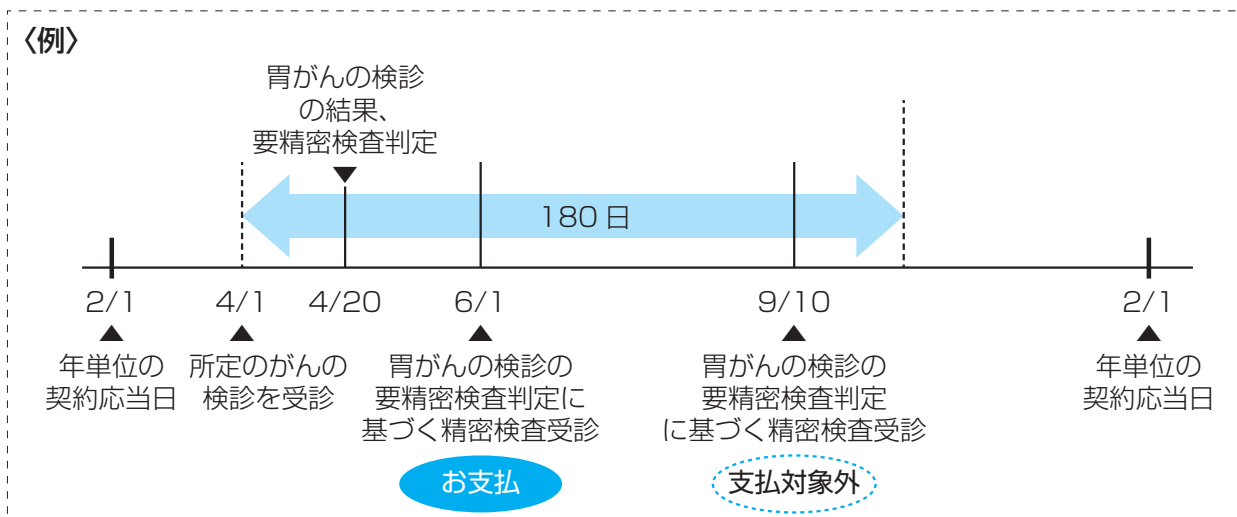 〈例〉
胃がんの検診
の結果、
要精密検査判定
▼
180日
2/1
4/1
4/20
6/1
9/10
2/1
▲
年単位の
契約応当日
▲
所定のがんの
検診を受診
▲
胃がんの検診の
要精密検査判定に
基づく精密検査受診
お支払
▲
胃がんの検診の
要精密検査判定
に基づく精密検査受診
支払対象外
▲
年単位の
契約応当日